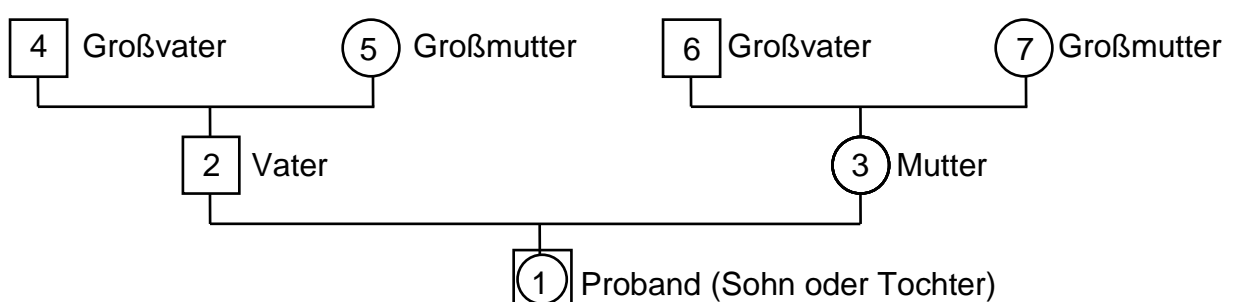 4 Großvater 5 Großmutter 6 Großvater 7 Großmutter
2 Vater 3 Mutter
1 Proband (Sohn oder Tochter)